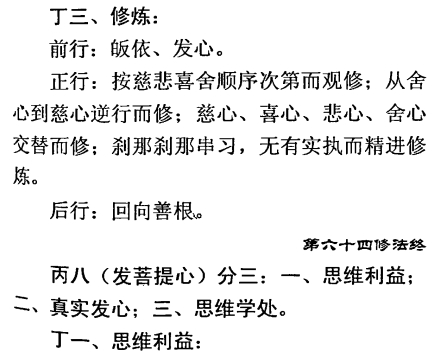 丁三、修炼：
前行：皈依、发心。
正行：按慈悲喜舍顺序次第而观修；从舍
心到慈心逆行而修；慈心、喜心、悲心、舍心
交替而修；刹那刹那串习，无有实执而精进修
炼。
后行：回向善根。
第六十四修法终
丙八（发菩提心）分三：一、思维利益；
二、真实发心；三、思维学处。
丁一、思维利益：